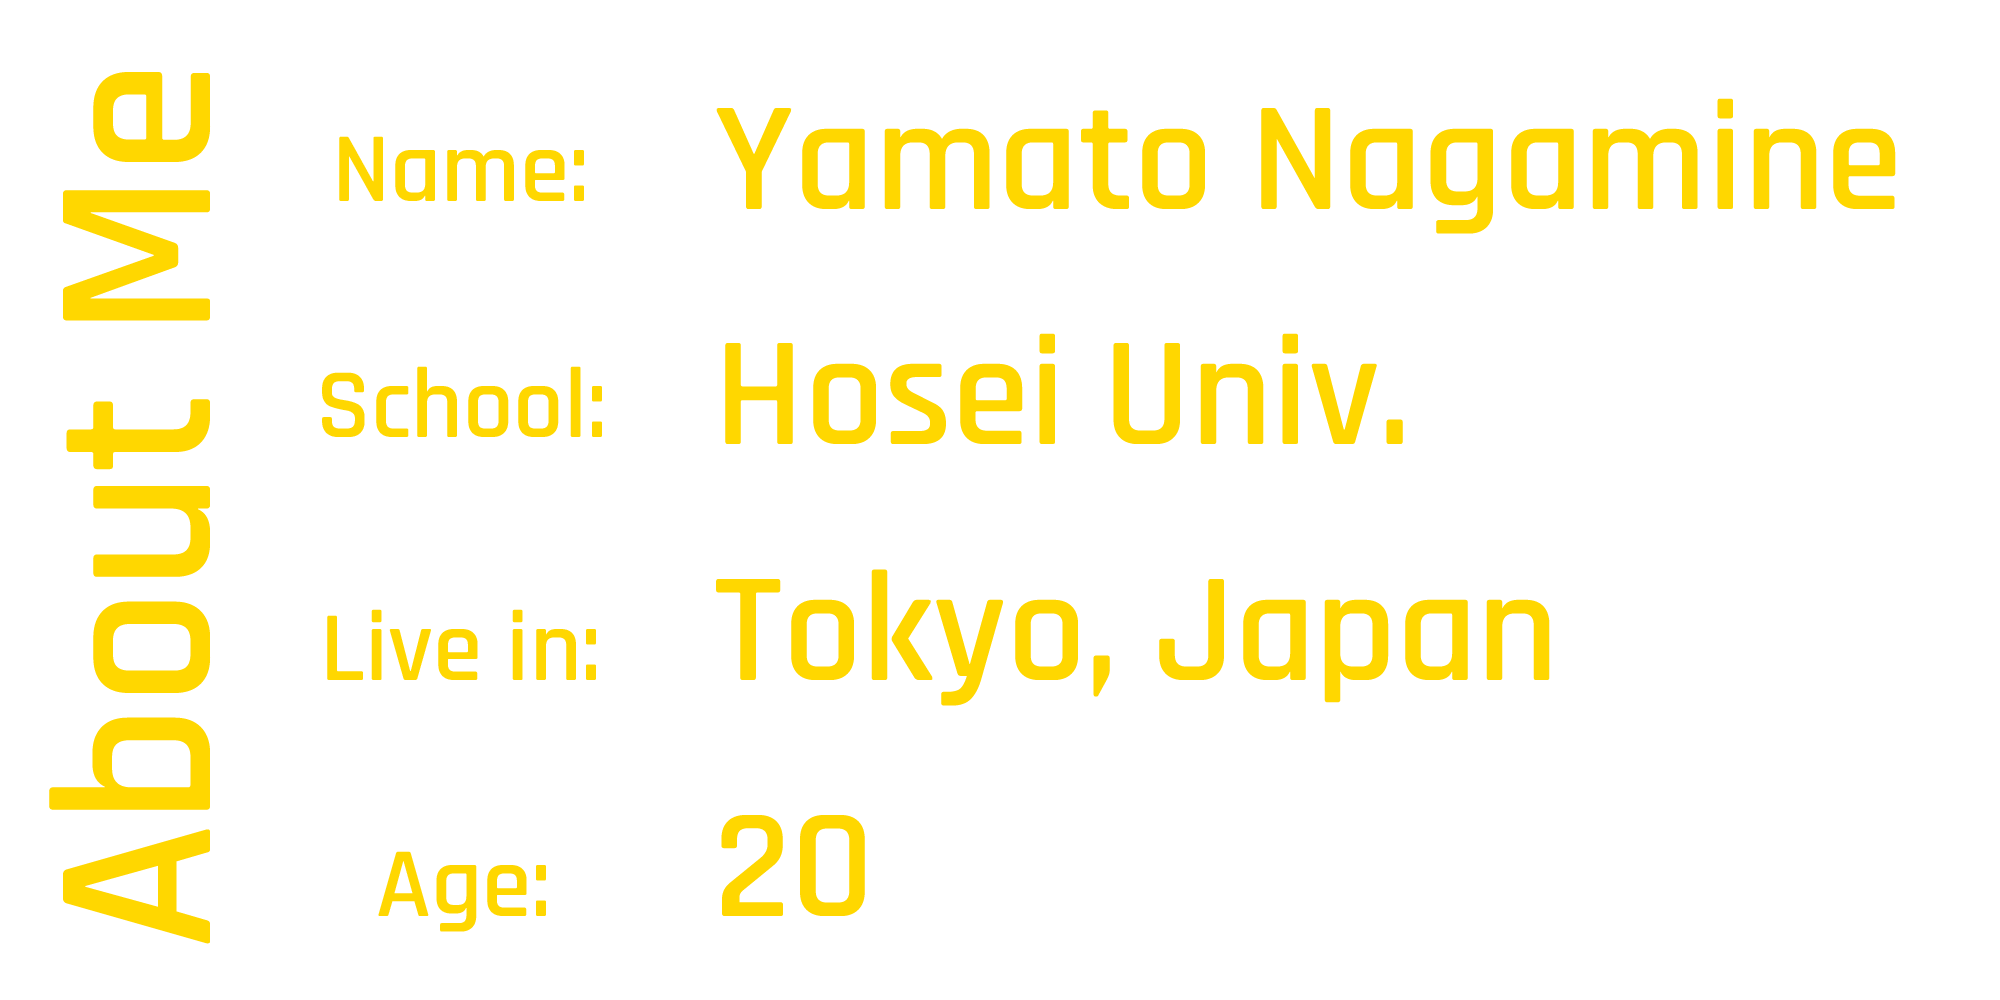 About Me
Name: Yamato Nagamine
School: Hosei Univ.
Live in: Tokyo, Japan
Age: 20